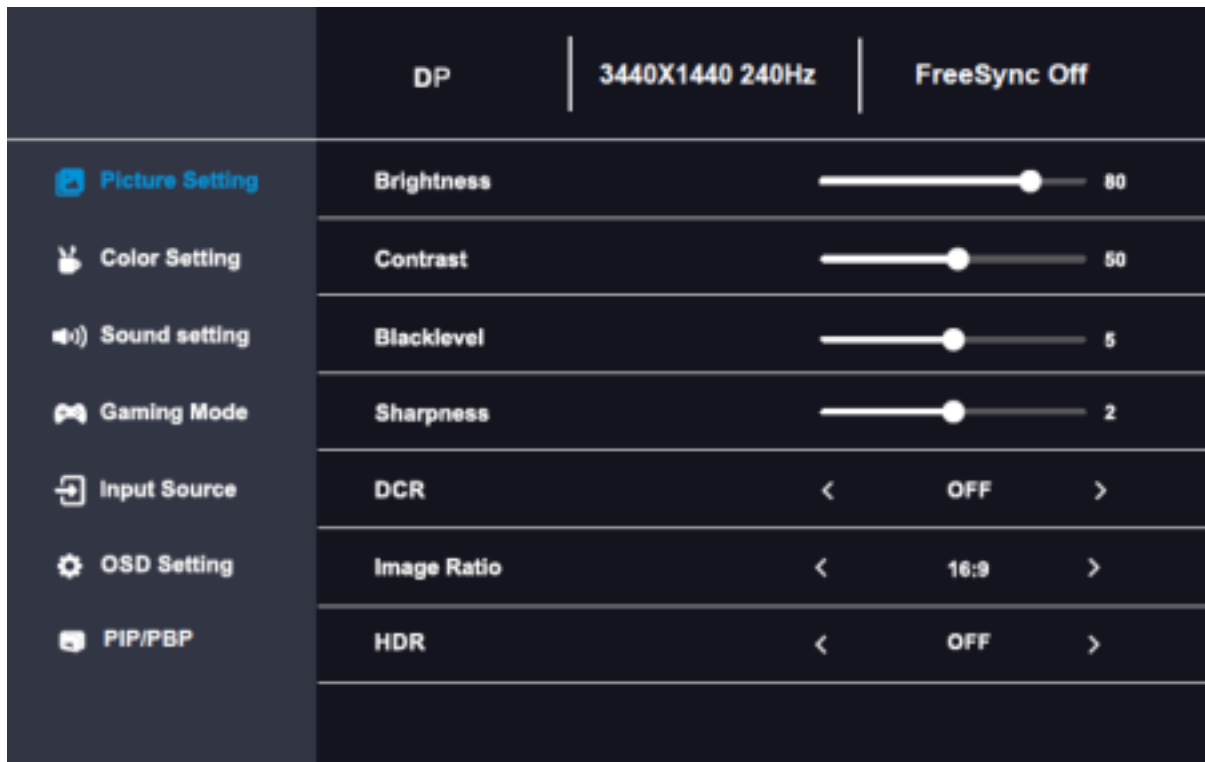 DP 3440X1440 240Hz FreeSync Off
Picture Setting Brightness 80
Color Setting Contrast 50
Sound setting Blacklevel 5
Gaming Mode Sharpness 2
Input Source DCR < OFF >
OSD Setting Image Ratio < 16:9 >
PIP/PBP HDR < OFF >